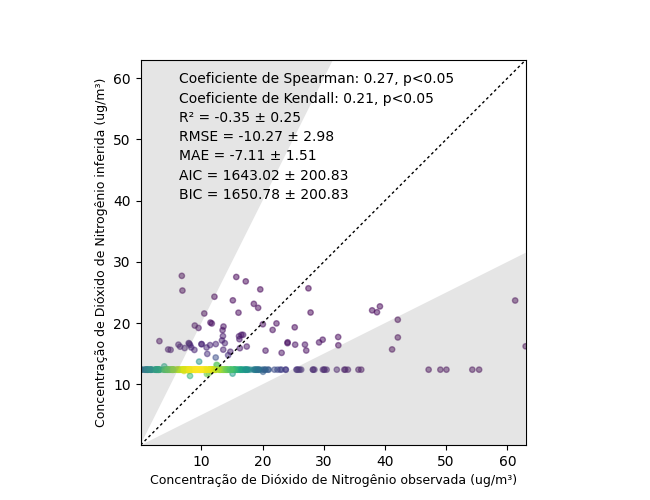 Coeficiente de Spearman: 0.27, p<0.05
Coeficiente de Kendall: 0.21, p<0.05
R² = -0.35 ± 0.25
RMSE = -10.27 ± 2.98
MAE = -7.11 ± 1.51
AIC = 1643.02 ± 200.83
BIC = 1650.78 ± 200.83
Concentração de Dióxido de Nitrogênio inferida (ug/m³)
60
50
40
30
20
10
10 20 30 40 50 60
Concentração de Dióxido de Nitrogênio observada (ug/m³)